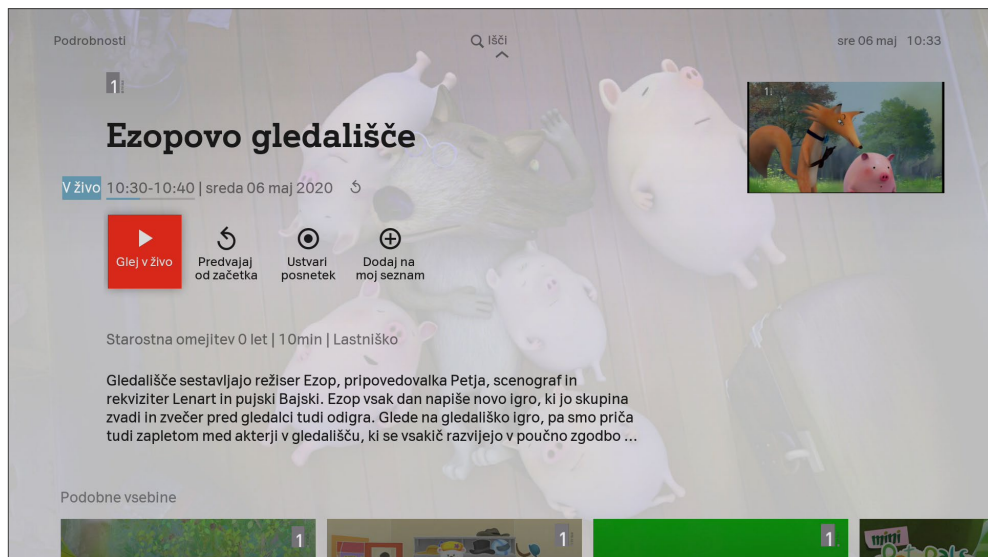 Podrobnosti
Išči
sre 06 maj 10:33
1
1
Ezopovo gledališče
V živo 10:30-10:40 | sreda 06 maj 2020
Glej v živo
Predvajaj
od začetka
Ustvari
posnetek
Dodaj na
moj seznam
Starostna omejitev 0 let | 10min | Lastniško
Gledališče sestavljajo režiser Ezop, pripovedovalka Petja, scenograf in
rekviziter Lenart in pujski Bajski. Ezop vsak dan napiše novo igro, ki jo skupina
zvadi in zvečer pred gledalci tudi odigra. Glede na gledališko igro, pa smo priča
tudi zapletom med akterji v gledališču, ki se vsakič razvijejo v poučno zgodbo ...
Podobne vsebine
1
1
1
mini